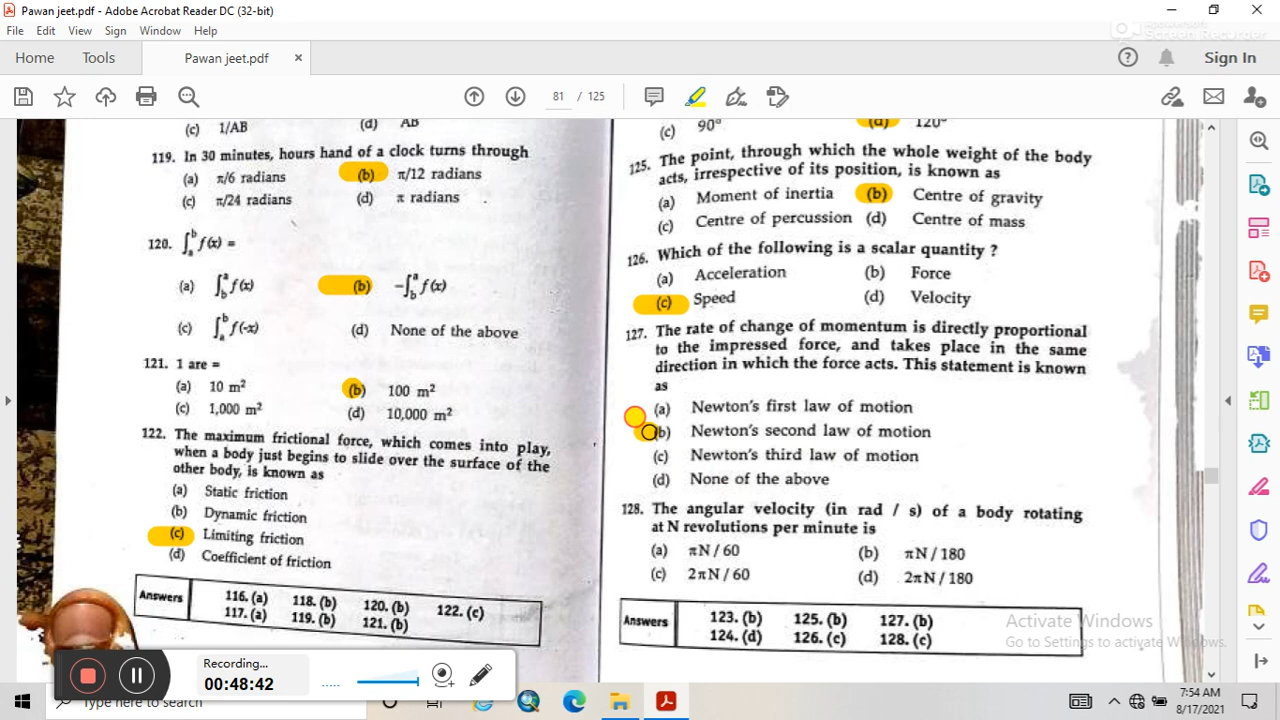 Pawan jeet.pdf - Adobe Acrobat Reader DC (32-bit)
File Edit View Sign Window Help
Home Tools Pawan jeet.pdf × Sign In
81 / 125
(c) 1/AB (d) AB
119. In 30 minutes, hours hand of a clock turns through
(a) π/6 radians (b) π/12 radians
(c) π/24 radians (d) π radians
120. ∫ₐᵇ f(x) =
(a) ∫_b^a f(x) (b) −∫_b^a f(x)
(c) ∫_a^b f(-x) (d) None of the above
121. 1 are =
(a) 10 m² (b) 100 m²
(c) 1,000 m² (d) 10,000 m²
122. The maximum frictional force, which comes into play,
when a body just begins to slide over the surface of the
other body, is known as
(a) Static friction
(b) Dynamic friction
(c) Limiting friction
(d) Coefficient of friction
Answers 116. (a) 118. (b) 120. (b) 122. (c)
117. (a) 119. (b) 121. (b)
(c) 90° (d) 120°
125. The point, through which the whole weight of the body
acts, irrespective of its position, is known as
(a) Moment of inertia (b) Centre of gravity
(c) Centre of percussion (d) Centre of mass
126. Which of the following is a scalar quantity ?
(a) Acceleration (b) Force
(c) Speed (d) Velocity
127. The rate of change of momentum is directly proportional
to the impressed force, and takes place in the same
direction in which the force acts. This statement is known
as
(a) Newton's first law of motion
(b) Newton's second law of motion
(c) Newton's third law of motion
(d) None of the above
128. The angular velocity (in rad / s) of a body rotating
at N revolutions per minute is
(a) πN / 60 (b) πN / 180
(c) 2πN / 60 (d) 2πN / 180
Answers 123. (b) 125. (b) 127. (b)
124. (d) 126. (c) 128. (c)
Activate Windows
Go to Settings to activate Windows.
Screen Recorder
Recording...
00:48:42
Type here to search
7:54 AM
8/17/2021